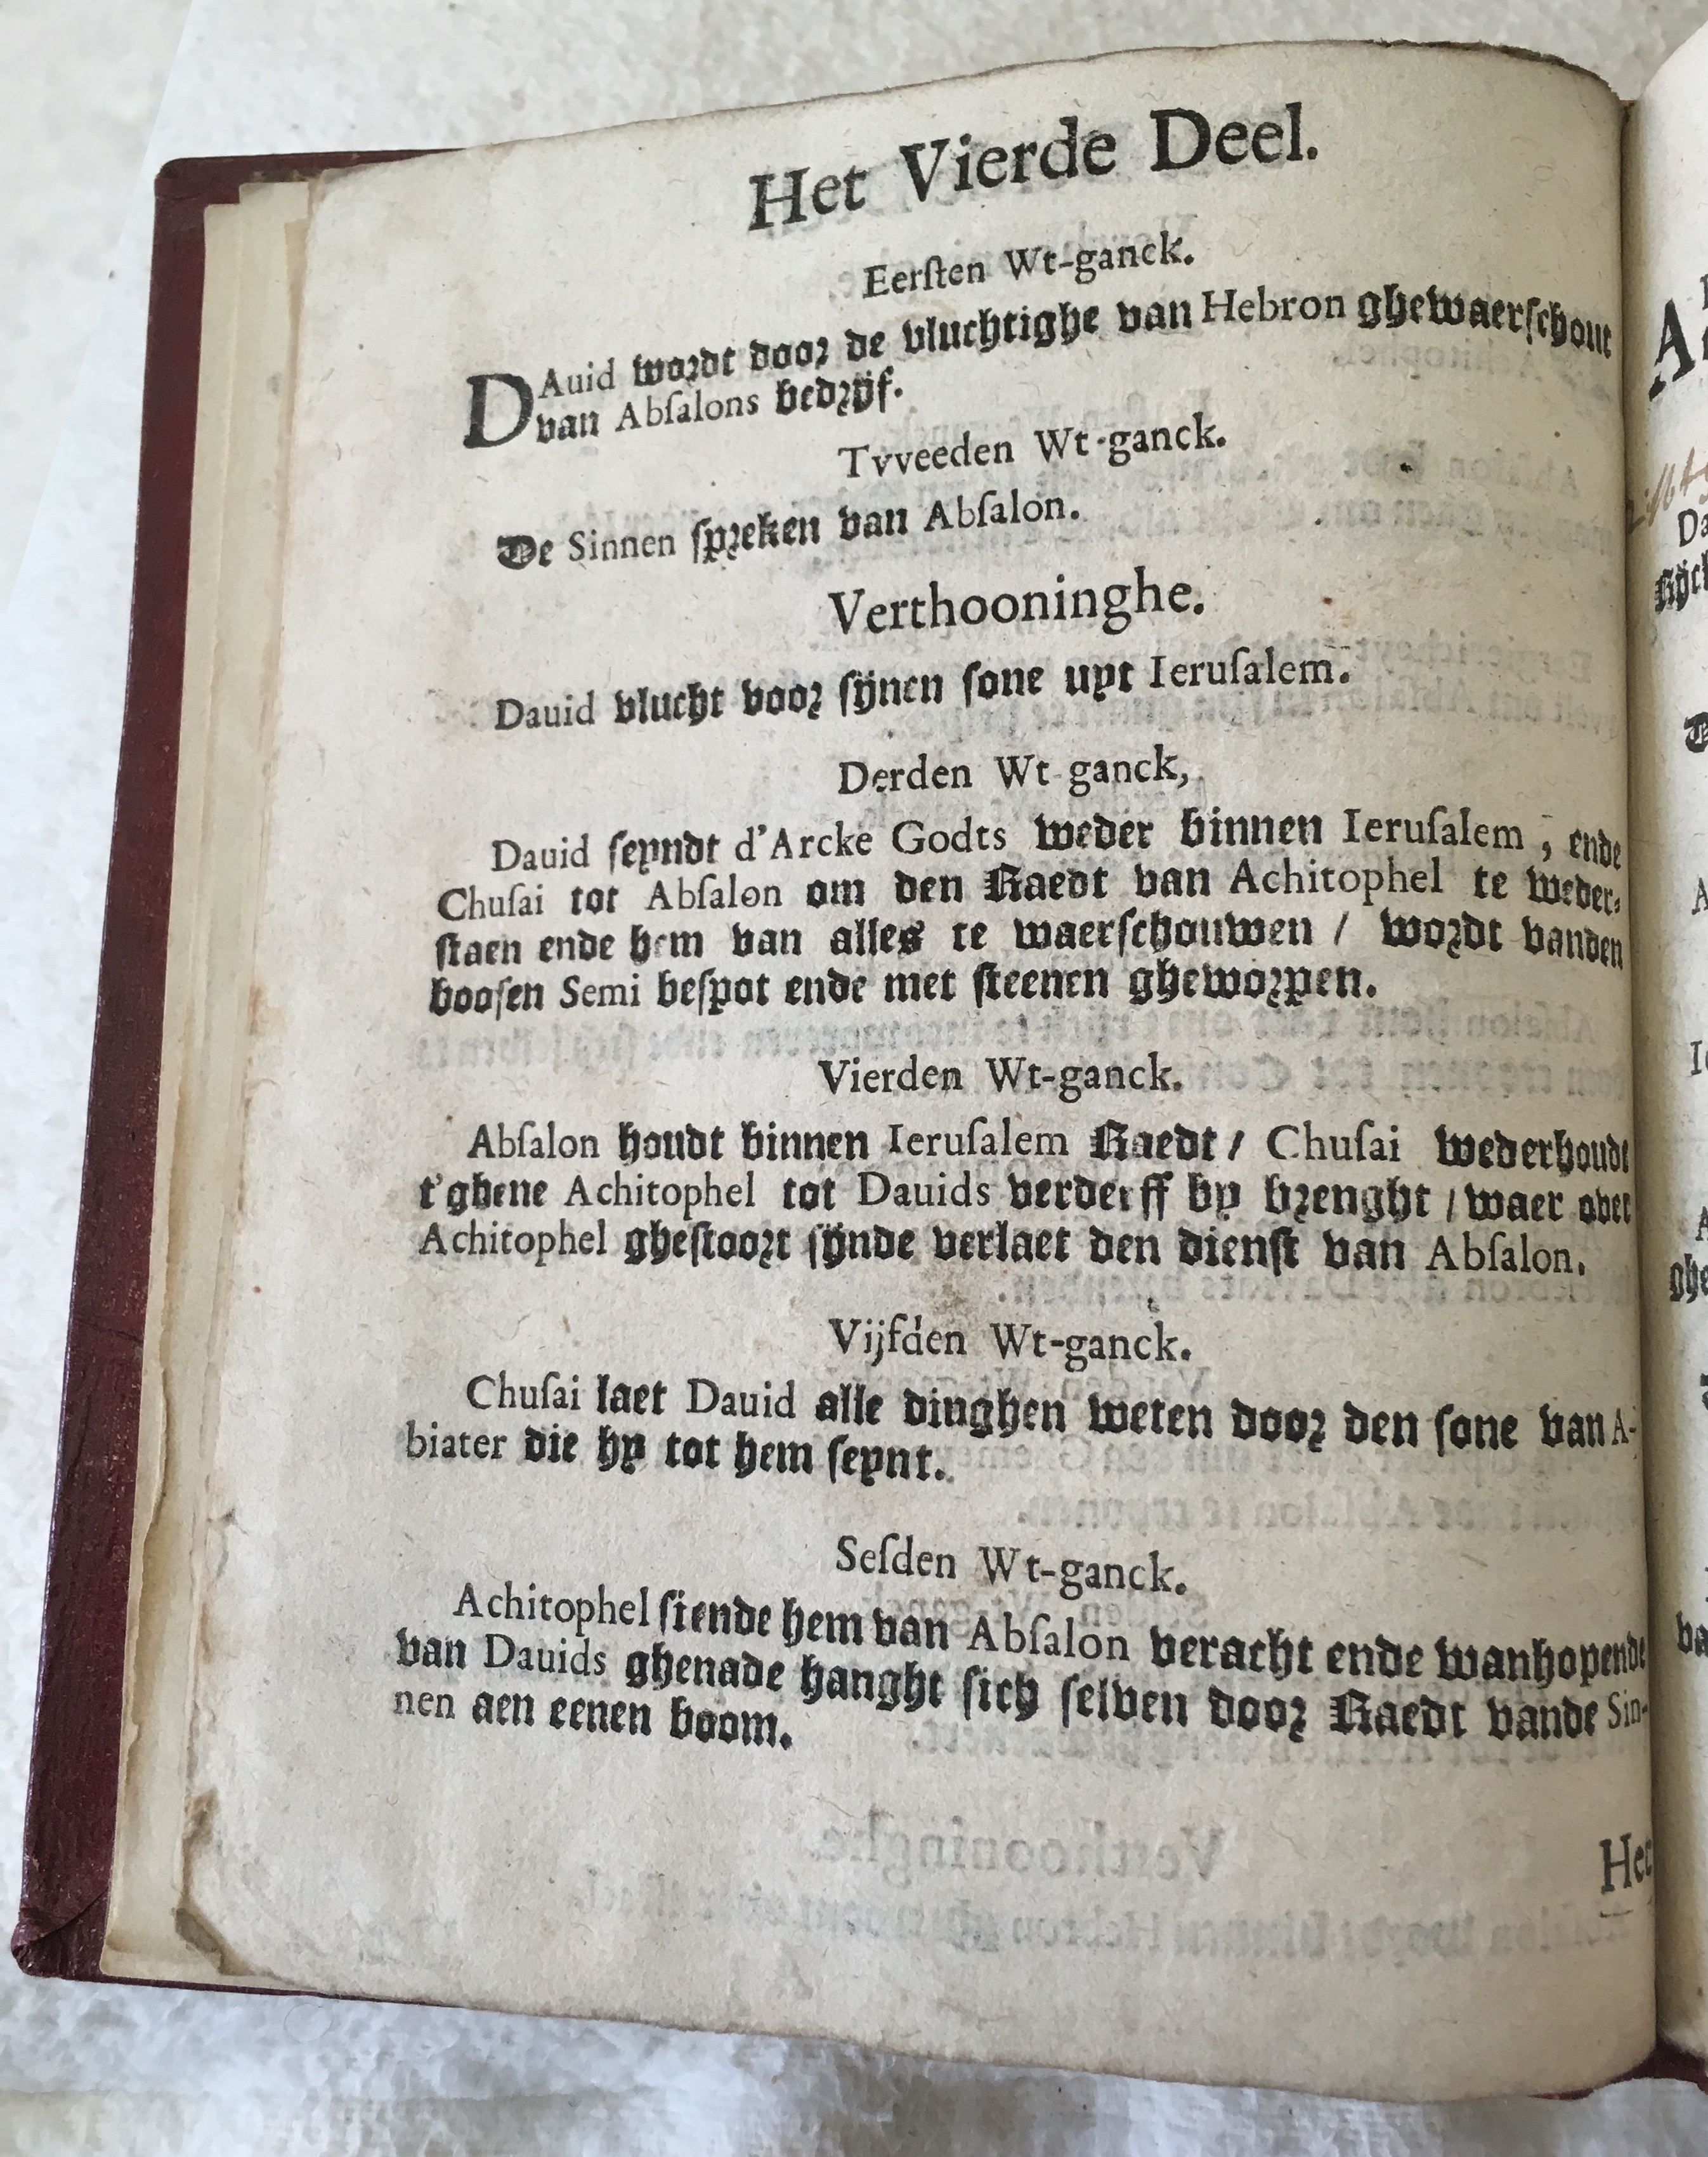 Het Vierde Deel.
Eerſten Wt-ganck.
DAuid wordt door de vluchtighe van Hebron ghewaerſchout
van Abſalons bedrijf.
Tvveeden Wt-ganck.
De Sinnen ſpreken van Abſalon.
Verthooninghe.
Dauid vlucht voor ſijnen ſone uyt Ieruſalem.
Derden Wt-ganck,
Dauid ſeyndt d'Arcke Godts weder binnen Ieruſalem, ende
Chuſai tot Abſalon om den Raedt van Achitophel te weder-
ſtaen ende hem van alles te waerſchouwen / wordt vanden
booſen Semi beſpot ende met ſteenen gheworpen.
Vierden Wt-ganck.
Abſalon houdt binnen Ieruſalem Raedt / Chuſai wederhoudt
t'ghene Achitophel tot Dauids verderff by brenght / waer over
Achitophel gheſtoort ſijnde verlaet den dienſt van Abſalon.
Vijfden Wt-ganck.
Chuſai laet Dauid alle dinghen weten door den ſone van A-
biater die hy tot hem ſeynt.
Seſden Wt-ganck.
Achitophel ſiende hem van Abſalon veracht ende wanhopende
van Dauids ghenade hanght ſich ſelven door Raedt vande Sin-
nen aen eenen boom.
Het